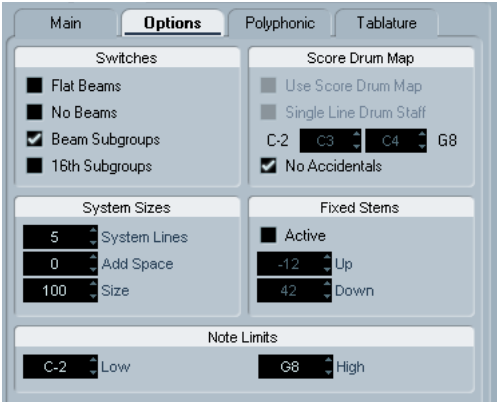 Main Options Polyphonic Tablature
Switches
Flat Beams
No Beams
Beam Subgroups
16th Subgroups
Score Drum Map
Use Score Drum Map
Single Line Drum Staff
C-2 C3 C4 G8
No Accidentals
System Sizes
5 System Lines
0 Add Space
100 Size
Fixed Stems
Active
-12 Up
42 Down
Note Limits
C-2 Low G8 High